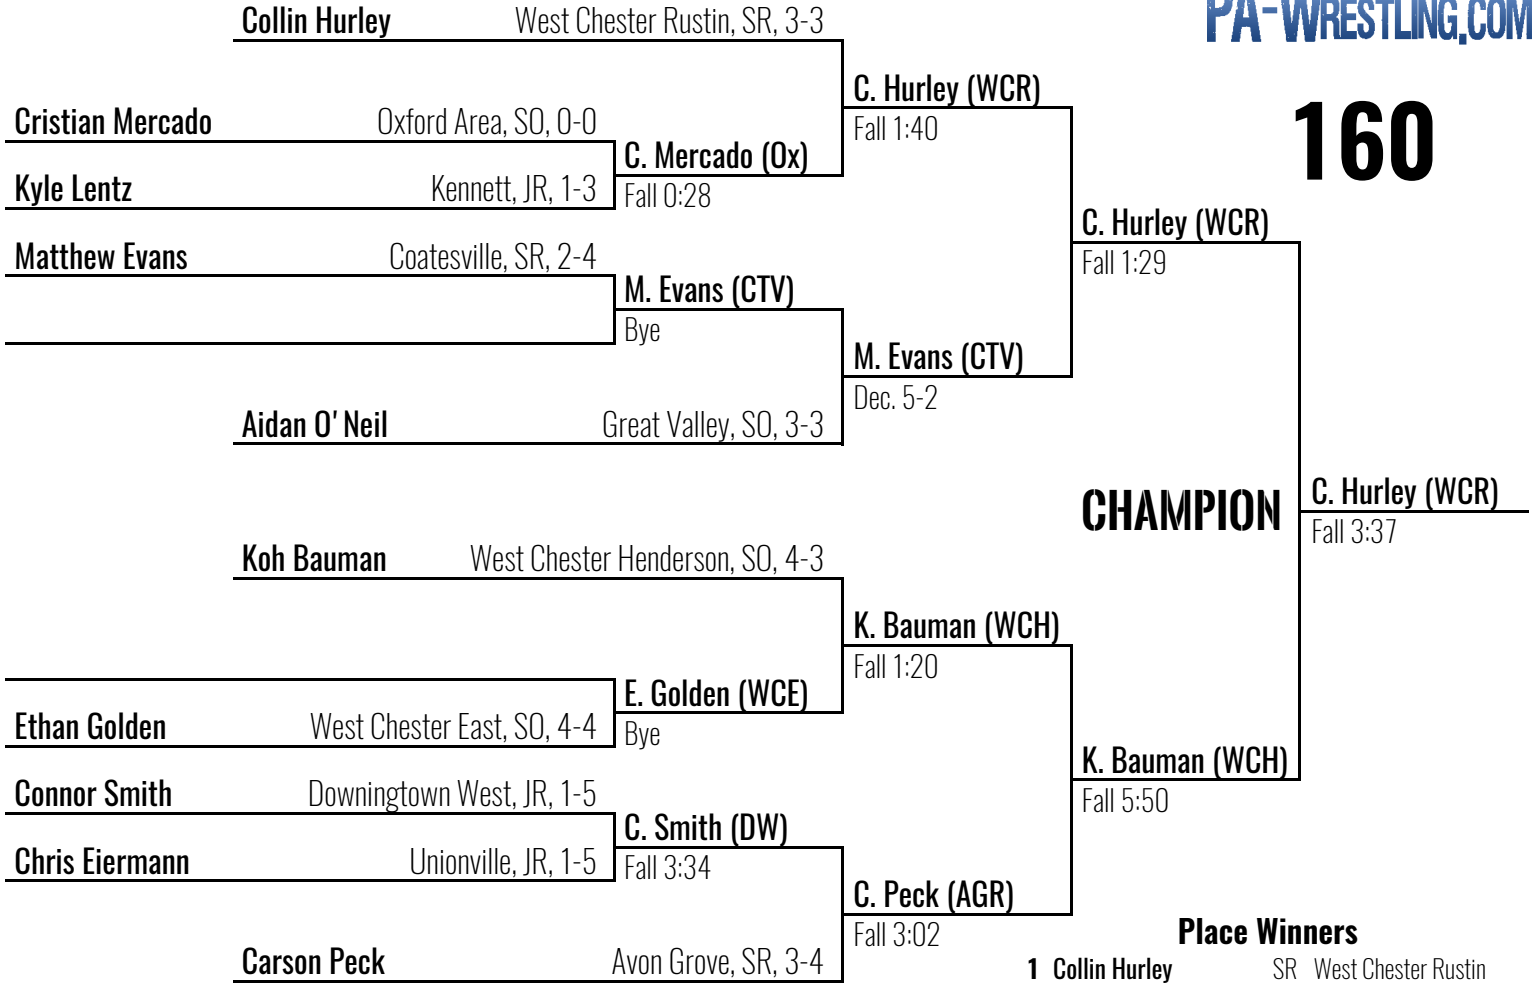 PA-WRESTLING.COM
160
Collin Hurley West Chester Rustin, SR, 3-3
C. Hurley (WCR)
Fall 1:40
Cristian Mercado Oxford Area, SO, 0-0
C. Mercado (Ox)
Fall 0:28
Kyle Lentz Kennett, JR, 1-3
C. Hurley (WCR)
Fall 1:29
Matthew Evans Coatesville, SR, 2-4
M. Evans (CTV)
Bye
M. Evans (CTV)
Dec. 5-2
Aidan O'Neil Great Valley, SO, 3-3
CHAMPION
C. Hurley (WCR)
Fall 3:37
Koh Bauman West Chester Henderson, SO, 4-3
K. Bauman (WCH)
Fall 1:20
E. Golden (WCE)
Bye
Ethan Golden West Chester East, SO, 4-4
K. Bauman (WCH)
Fall 5:50
Connor Smith Downingtown West, JR, 1-5
C. Smith (DW)
Fall 3:34
Chris Eiermann Unionville, JR, 1-5
C. Peck (AGR)
Fall 3:02
Carson Peck Avon Grove, SR, 3-4
Place Winners
1 Collin Hurley SR West Chester Rustin